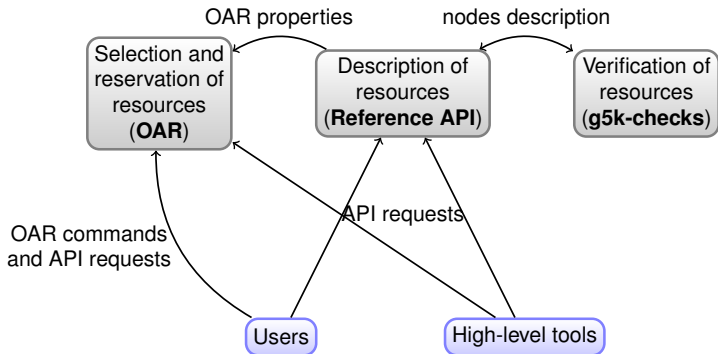 OAR properties
nodes description
Selection and
reservation of
resources
(OAR)
Description of
resources
(Reference API)
Verification of
resources
(g5k-checks)
API requests
OAR commands
and API requests
Users
High-level tools